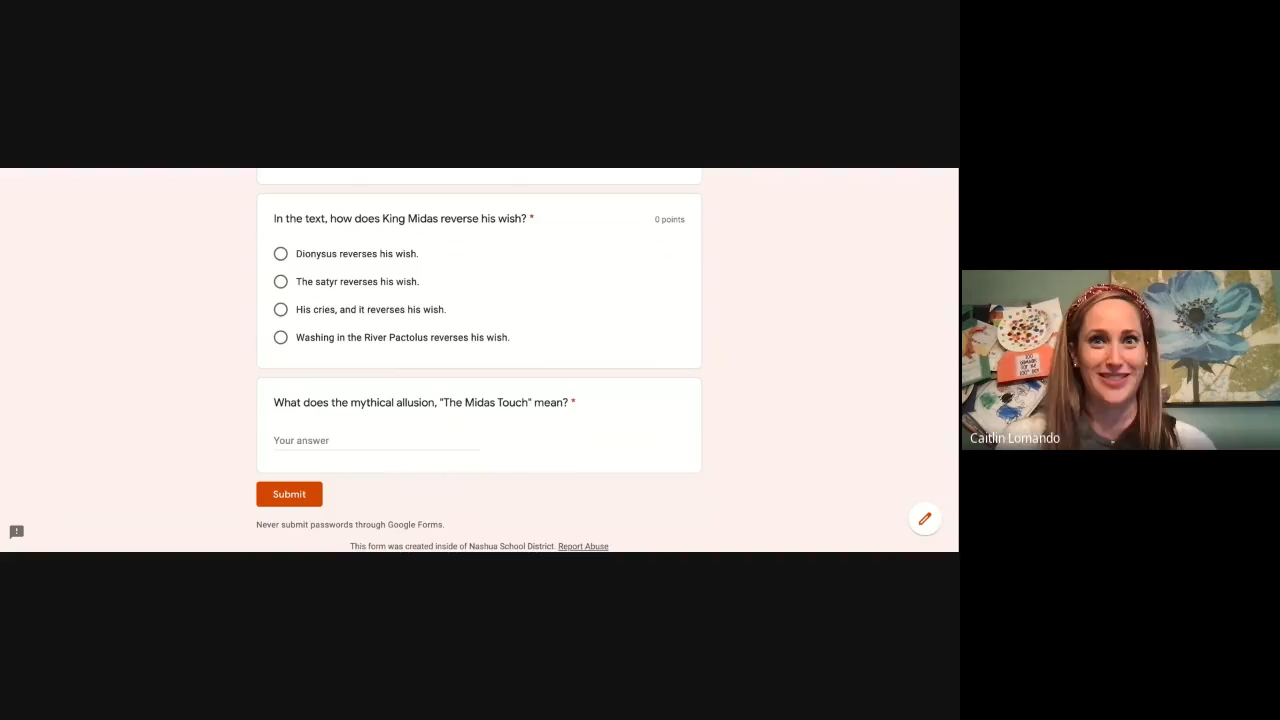 In the text, how does King Midas reverse his wish? *
0 points
Dionysus reverses his wish.
The satyr reverses his wish.
His cries, and it reverses his wish.
Washing in the River Pactolus reverses his wish.
What does the mythical allusion, "The Midas Touch" mean? *
Your answer
Submit
Never submit passwords through Google Forms.
This form was created inside of Nashua School District. Report Abuse
Caitlin Lomando